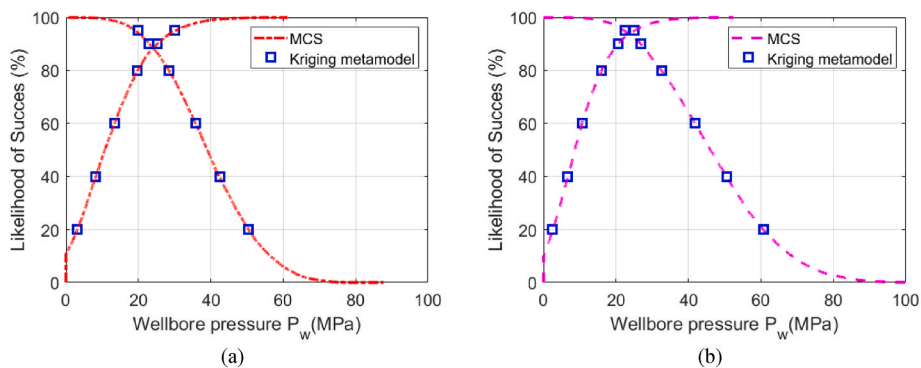 100
80
60
40
20
0
0 20 40 60 80 100
Likelihood of Succes (%)
Wellbore pressure P_w(MPa)
MCS
Kriging metamodel
(a)
100
80
60
40
20
0
0 20 40 60 80 100
Likelihood of Succes (%)
Wellbore pressure P_w(MPa)
MCS
Kriging metamodel
(b)